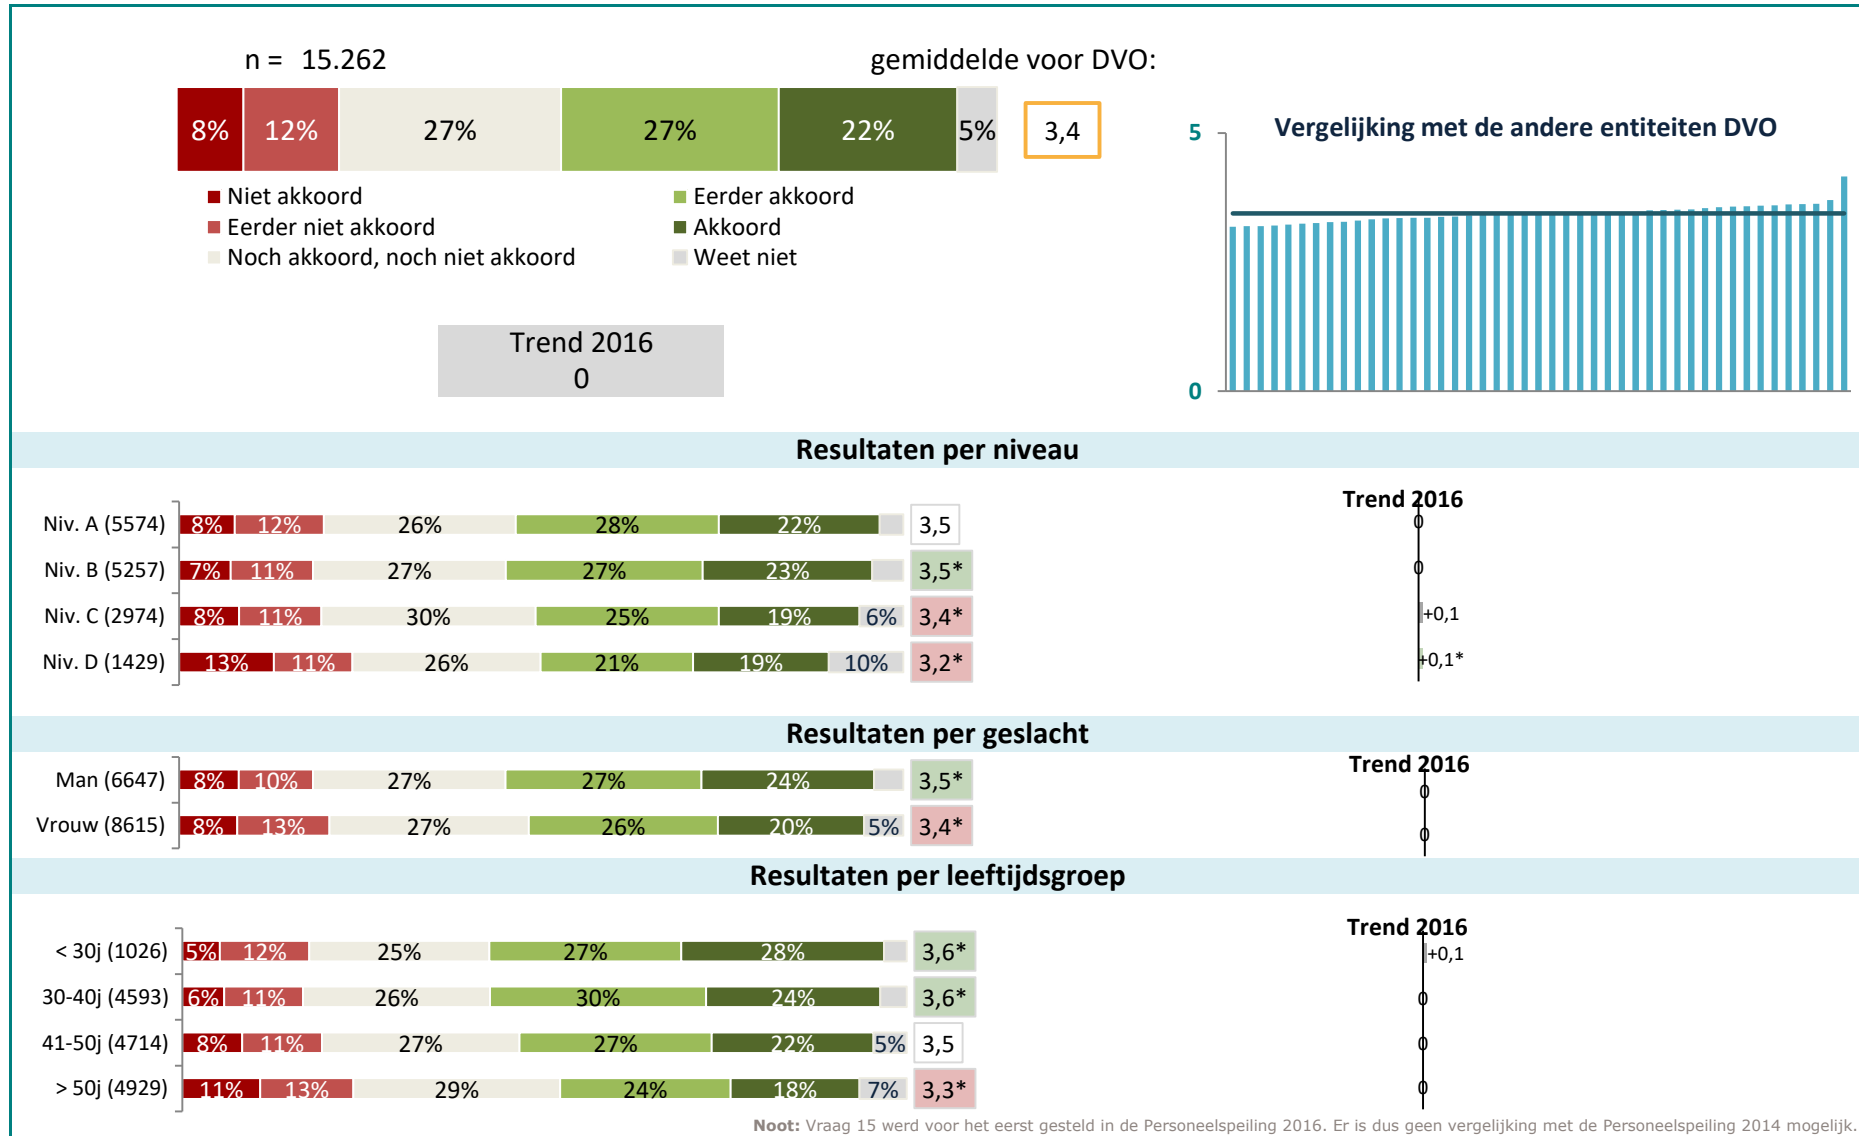 n = 15.262
gemiddelde voor DVO:
8% 12% 27% 27% 22% 5% 3,4
Niet akkoord
Eerder akkoord
Eerder niet akkoord
Akkoord
Noch akkoord, noch niet akkoord
Weet niet
Trend 2016
0
Vergelijking met de andere entiteiten DVO
5
0
Resultaten per niveau
Trend 2016
Niv. A (5574) 8% 12% 26% 28% 22% 3,5 0
Niv. B (5257) 7% 11% 27% 27% 23% 3,5* 0
Niv. C (2974) 8% 11% 30% 25% 19% 6% 3,4* +0,1
Niv. D (1429) 13% 11% 26% 21% 19% 10% 3,2* +0,1*
Resultaten per geslacht
Trend 2016
Man (6647) 8% 10% 27% 27% 24% 3,5* 0
Vrouw (8615) 8% 13% 27% 26% 20% 5% 3,4* 0
Resultaten per leeftijdsgroep
Trend 2016
< 30j (1026) 5% 12% 25% 27% 28% 3,6* +0,1
30-40j (4593) 6% 11% 26% 30% 24% 3,6* 0
41-50j (4714) 8% 11% 27% 27% 22% 5% 3,5 0
> 50j (4929) 11% 13% 29% 24% 18% 7% 3,3* 0
Noot: Vraag 15 werd voor het eerst gesteld in de Personeelspeiling 2016. Er is dus geen vergelijking met de Personeelspeiling 2014 mogelijk.